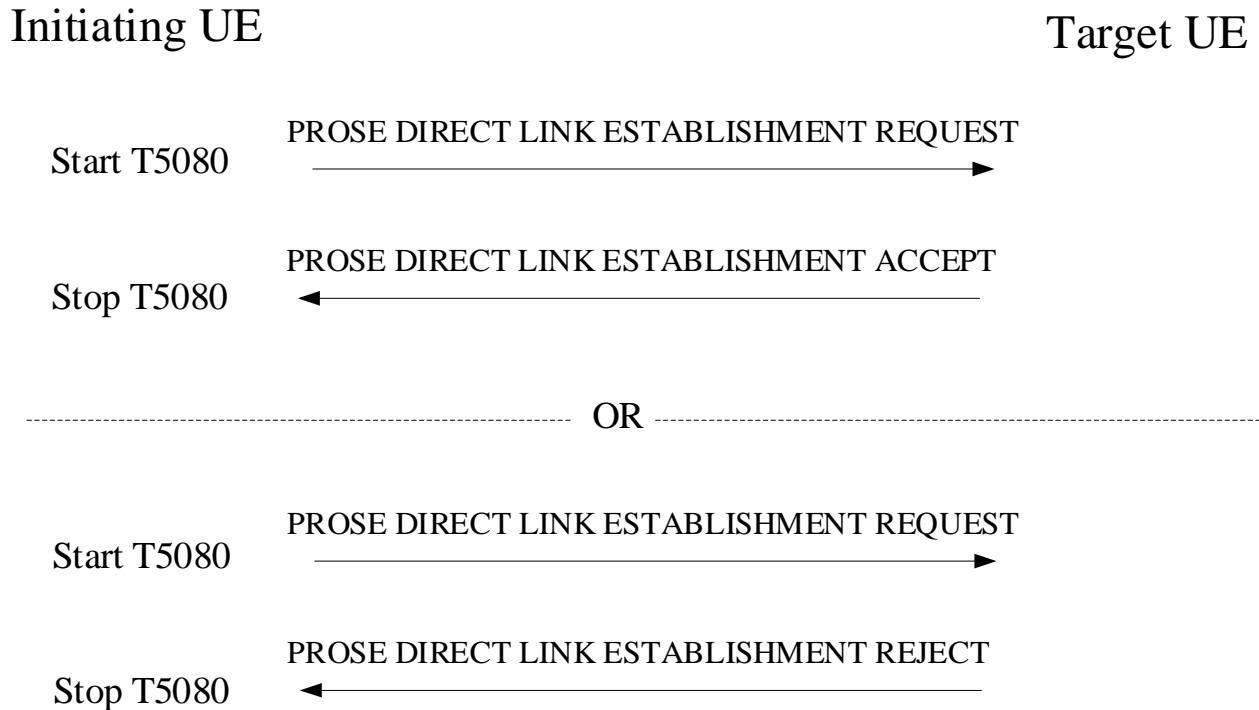 Initiating UE
Target UE
PROSE DIRECT LINK ESTABLISHMENT REQUEST
Start T5080
PROSE DIRECT LINK ESTABLISHMENT ACCEPT
Stop T5080
OR
PROSE DIRECT LINK ESTABLISHMENT REQUEST
Start T5080
PROSE DIRECT LINK ESTABLISHMENT REJECT
Stop T5080